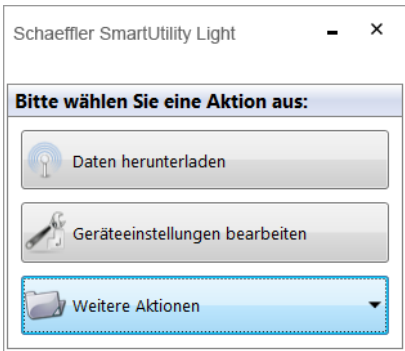 Schaeffler SmartUtility Light
Bitte wählen Sie eine Aktion aus:
Daten herunterladen
Geräteeinstellungen bearbeiten
Weitere Aktionen